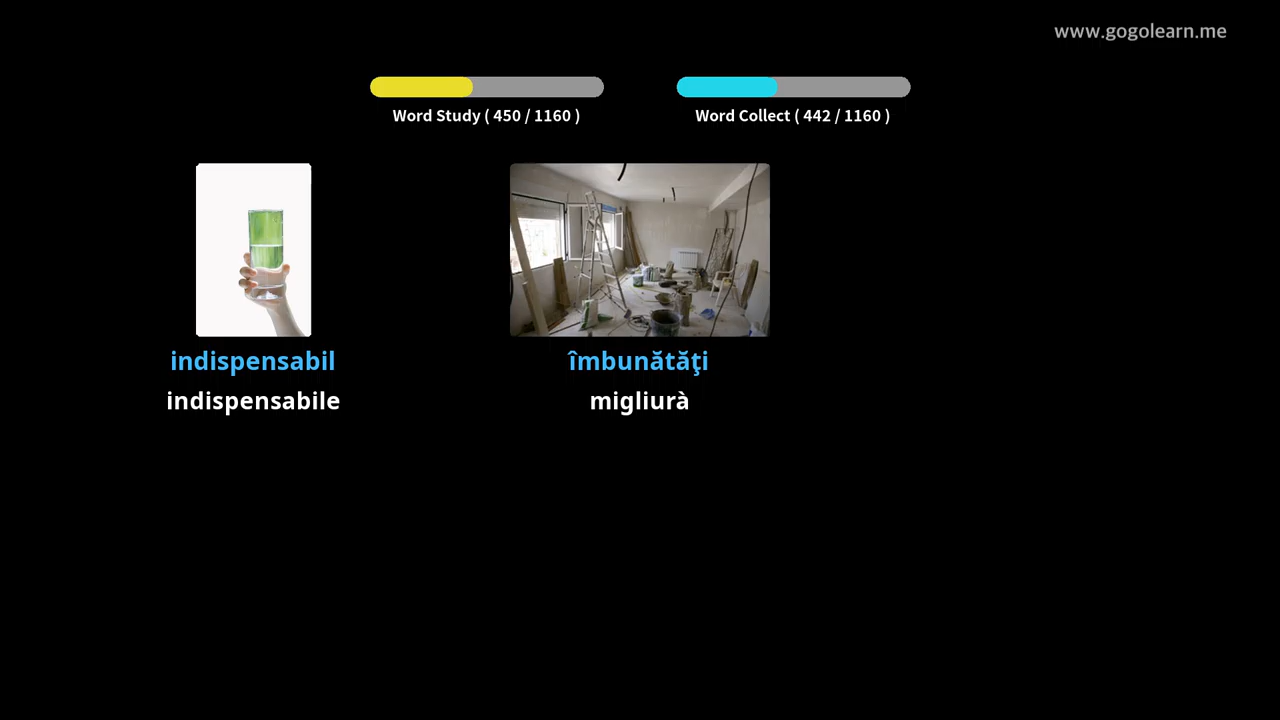 www.gogolearn.me
Word Study ( 450 / 1160 )
Word Collect ( 442 / 1160 )
indispensabil
îmbunătăţi
indispensabile
migliurà